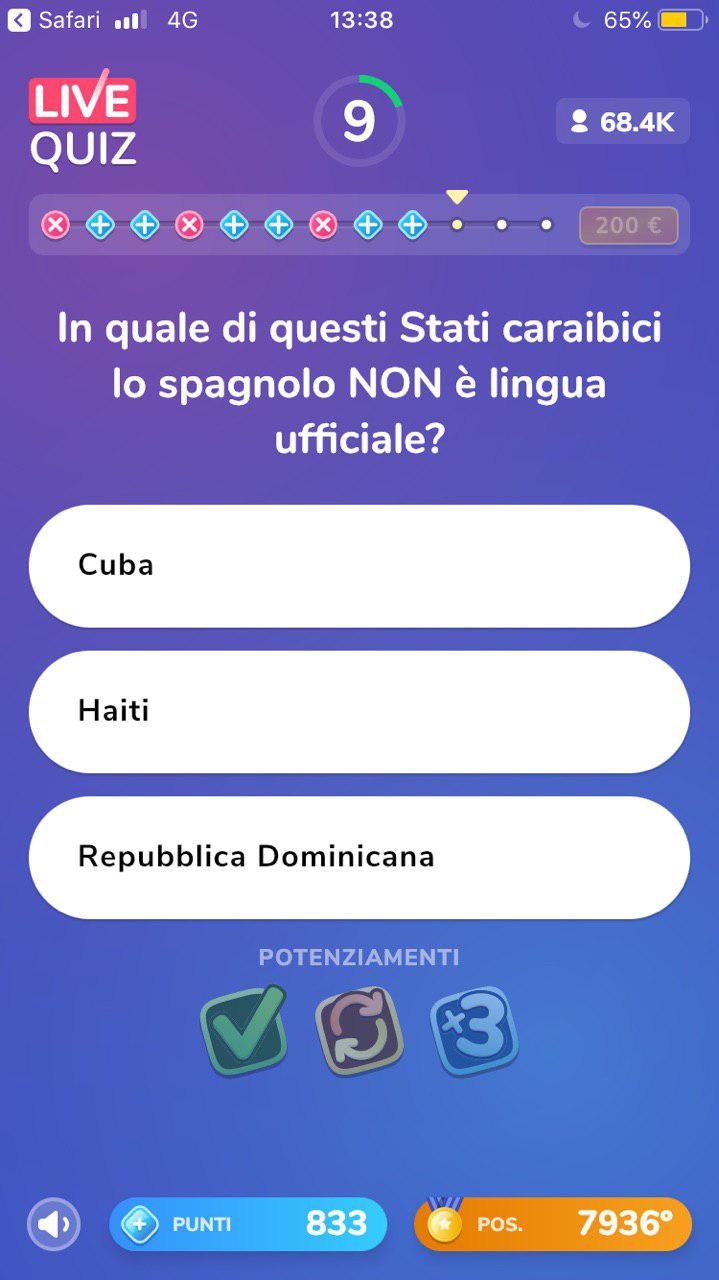 Safari 4G 13:38 65%
LIVE
QUIZ
9
68.4K
200 €
In quale di questi Stati caraibici
lo spagnolo NON è lingua
ufficiale?
Cuba
Haiti
Repubblica Dominicana
POTENZIAMENTI
×3
PUNTI 833
POS. 7936º